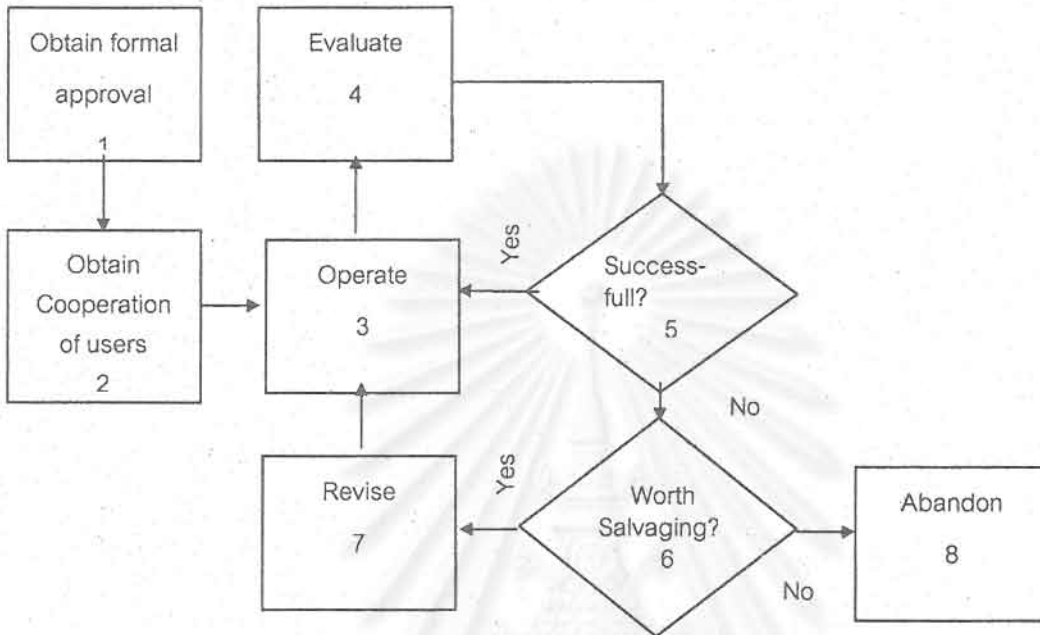 Obtain formal
approval
1
Obtain
Cooperation
of users
2
Operate
3
Evaluate
4
Success-
full?
5
Yes
No
Worth
Salvaging?
6
Yes
No
Revise
7
Abandon
8